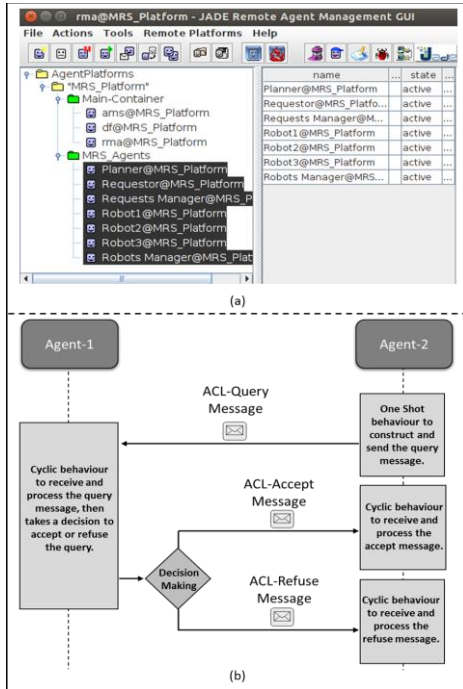 rma@MRS_Platform - JADE Remote Agent Management GUI
File Actions Tools Remote Platforms Help
AgentPlatforms
"MRS_Platform"
Main-Container
ams@MRS_Platform
df@MRS_Platform
rma@MRS_Platform
MRS_Agents
Planner@MRS_Platform
Requestor@MRS_Platform
Requests Manager@MRS_P
Robot1@MRS_Platform
Robot2@MRS_Platform
Robot3@MRS_Platform
Robots Manager@MRS_Plat
name ... state ...
Planner@MRS_Platform active ...
Requestor@MRS_Platfo... active ...
Requests Manager@M... active ...
Robot1@MRS_Platform active ...
Robot2@MRS_Platform active ...
Robot3@MRS_Platform active ...
Robots Manager@MRS... active ...
(a)
Agent-1
Agent-2
ACL-Query
Message
One Shot
behaviour to
construct and
send the query
message.
Cyclic behaviour
to receive and
process the query
message, then
takes a decision to
accept or refuse
the query.
ACL-Accept
Message
Cyclic behaviour
to receive and
process the
accept message.
Decision
Making
ACL-Refuse
Message
Cyclic behaviour
to receive and
process the
refuse message.
(b)